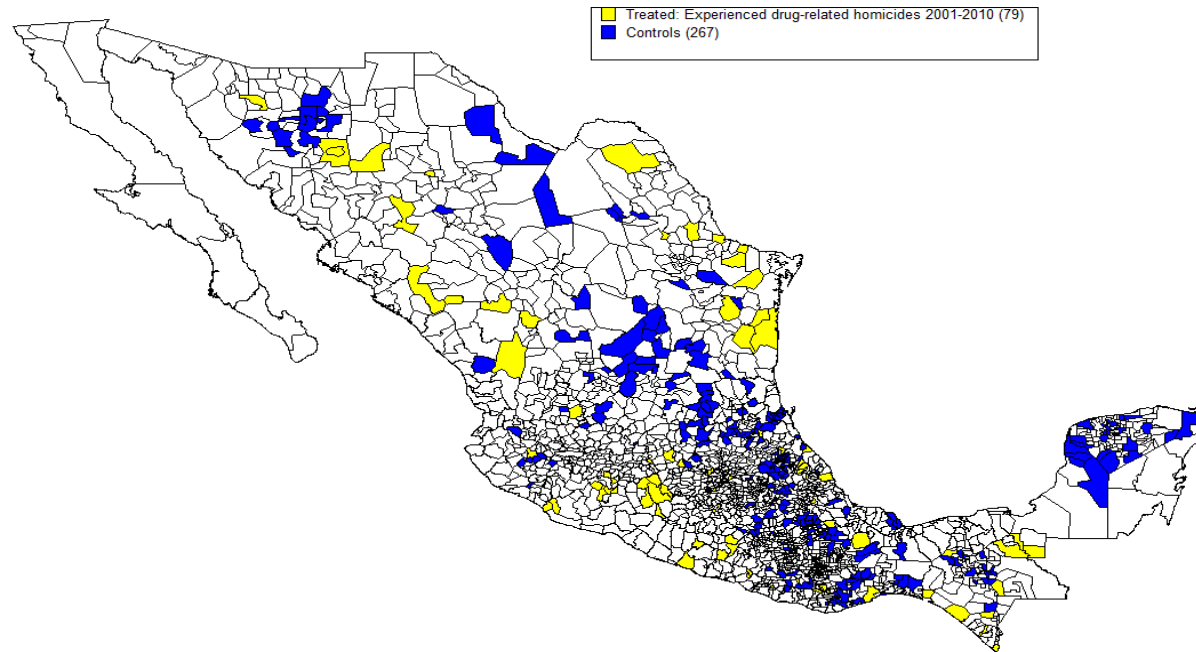 Treated: Experienced drug-related homicides 2001-2010 (79)
Controls (267)